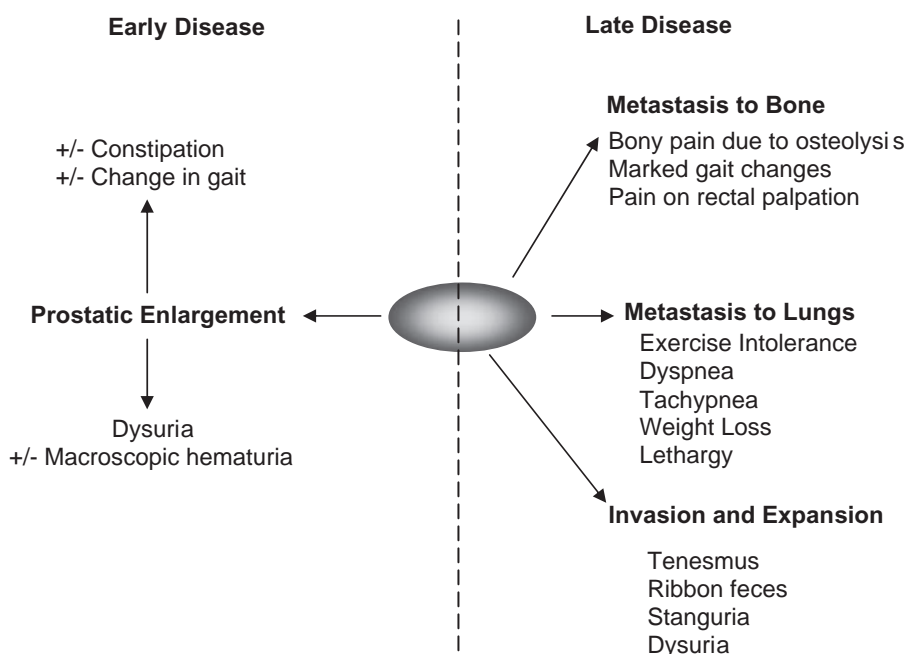 Early Disease
Late Disease
+/- Constipation
+/- Change in gait
Prostatic Enlargement
Dysuria
+/- Macroscopic hematuria
Metastasis to Bone
Bony pain due to osteolysis
Marked gait changes
Pain on rectal palpation
Metastasis to Lungs
Exercise Intolerance
Dyspnea
Tachypnea
Weight Loss
Lethargy
Invasion and Expansion
Tenesmus
Ribbon feces
Stanguria
Dysuria